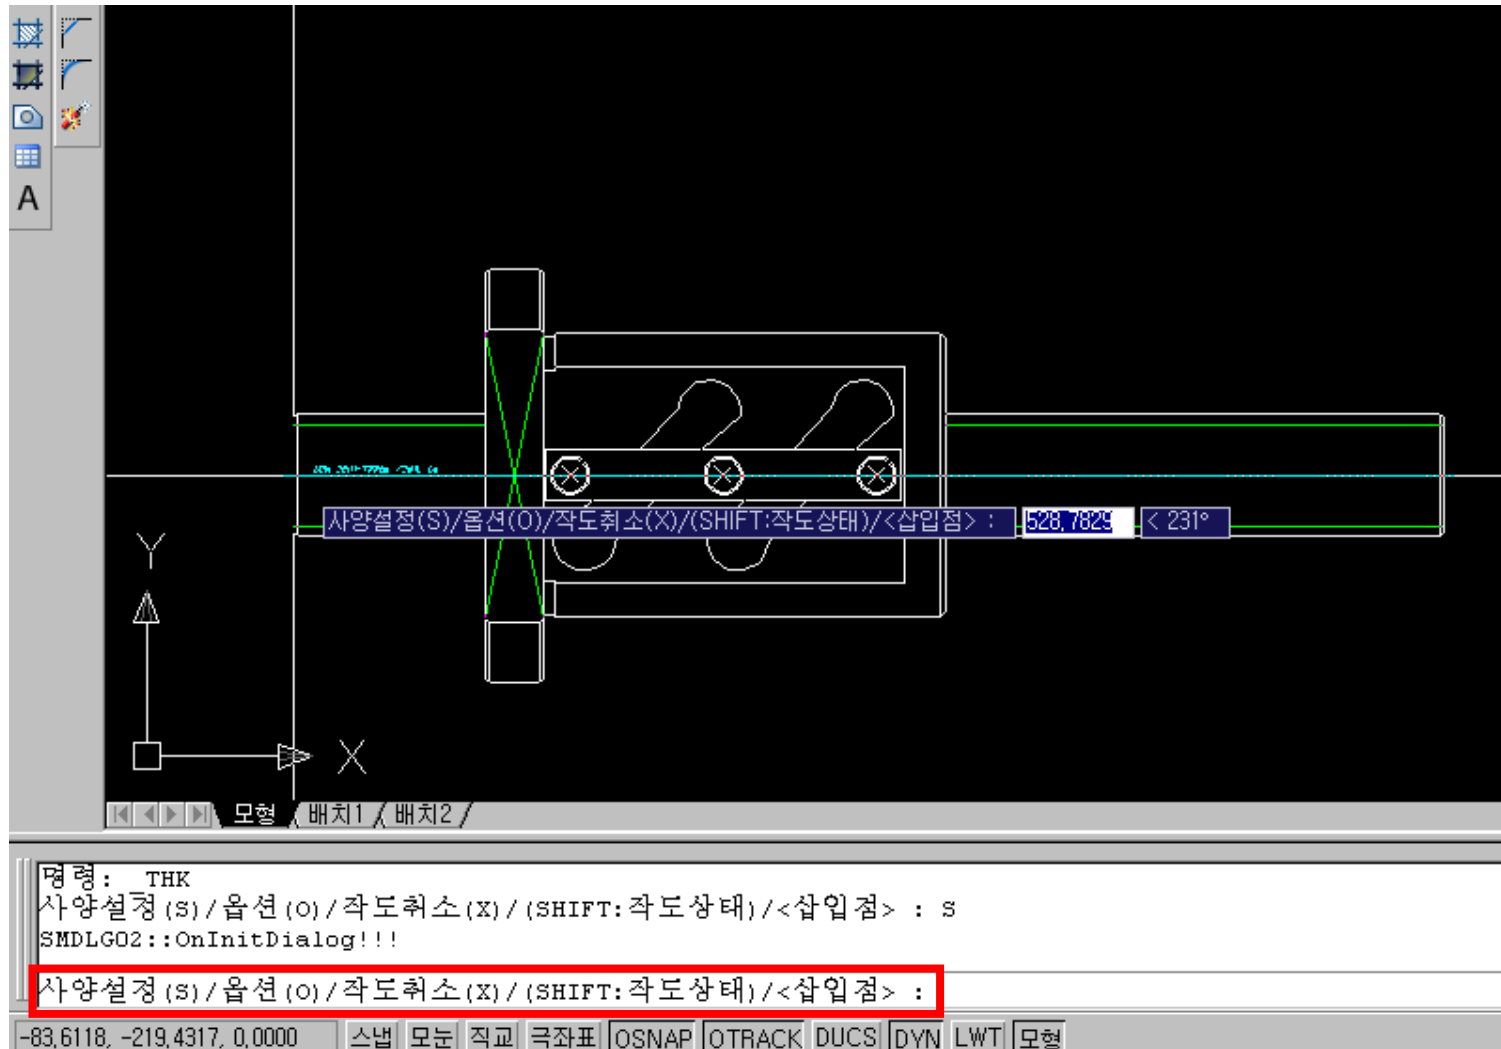 A
사양설정(S)/옵션(O)/작도취소(X)/(SHIFT:작도상태)/<삽입점> : 528,7829 < 231°
Y
X
모형 배치1 배치2
명령: _THK
사양설정(S)/옵션(O)/작도취소(X)/(SHIFT:작도상태)/<삽입점> : S
SMDLG02::OnInitDialog!!!
사양설정(S)/옵션(O)/작도취소(X)/(SHIFT:작도상태)/<삽입점> :
-83,6118, -219,4317, 0,0000 스냅 모눈 직교 극좌표 OSNAP OTRACK DUCS DYN LWT 모형